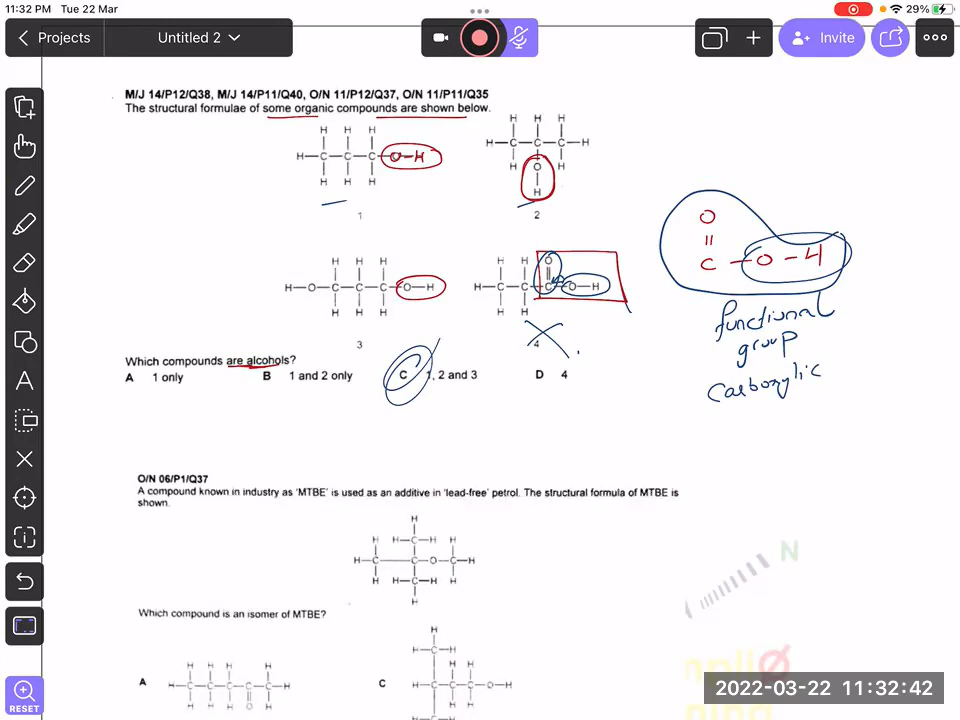 11:32 PM Tue 22 Mar
29%
Projects
Untitled 2
Invite
M/J 14/P12/Q38, M/J 14/P11/Q40, O/N 11/P12/Q37, O/N 11/P11/Q35
The structural formulae of some organic compounds are shown below.
H H H
H C C C O-H
H H H
1
H H H
H C C C H
H O H
H
2
H H H
H O C C C O H
H H H
3
H H O
H C C C O H
H H
4
O
C - O - H
functional
group
Carboxylic
Which compounds are alcohols?
A 1 only B 1 and 2 only C 1, 2 and 3 D 4
O/N 06/P1/Q37
A compound known in industry as 'MTBE' is used as an additive in 'lead-free' petrol. The structural formula of MTBE is
shown.
H
H H C H H
H C C O C H
H H C H H
H
Which compound is an isomer of MTBE?
A
H H H H
H C C C C C H
H H H O H
C
H
H C H
H H
H C C C O H
H H
N
RESET
2022-03-22 11:32:42